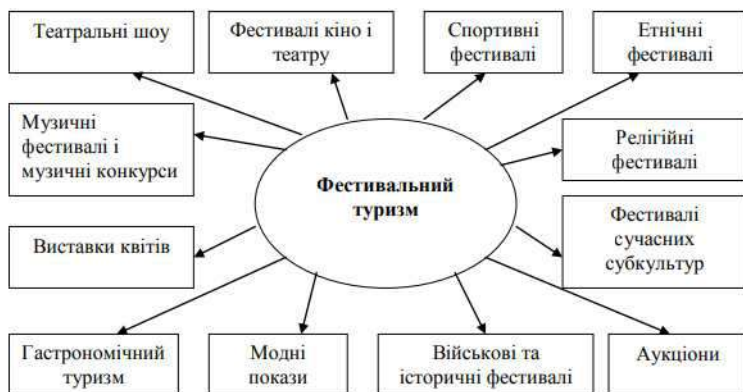 Театральні шоу
Фестивалі кіно і
театру
Спортивні
фестивалі
Етнічні
фестивалі
Музичні
фестивалі і
музичні конкурси
Релігійні
фестивалі
Фестивальний
туризм
Виставки квітів
Фестивалі
сучасних
субкультур
Гастрономічний
туризм
Модні
покази
Військові та
історичні фестивалі
Аукціони